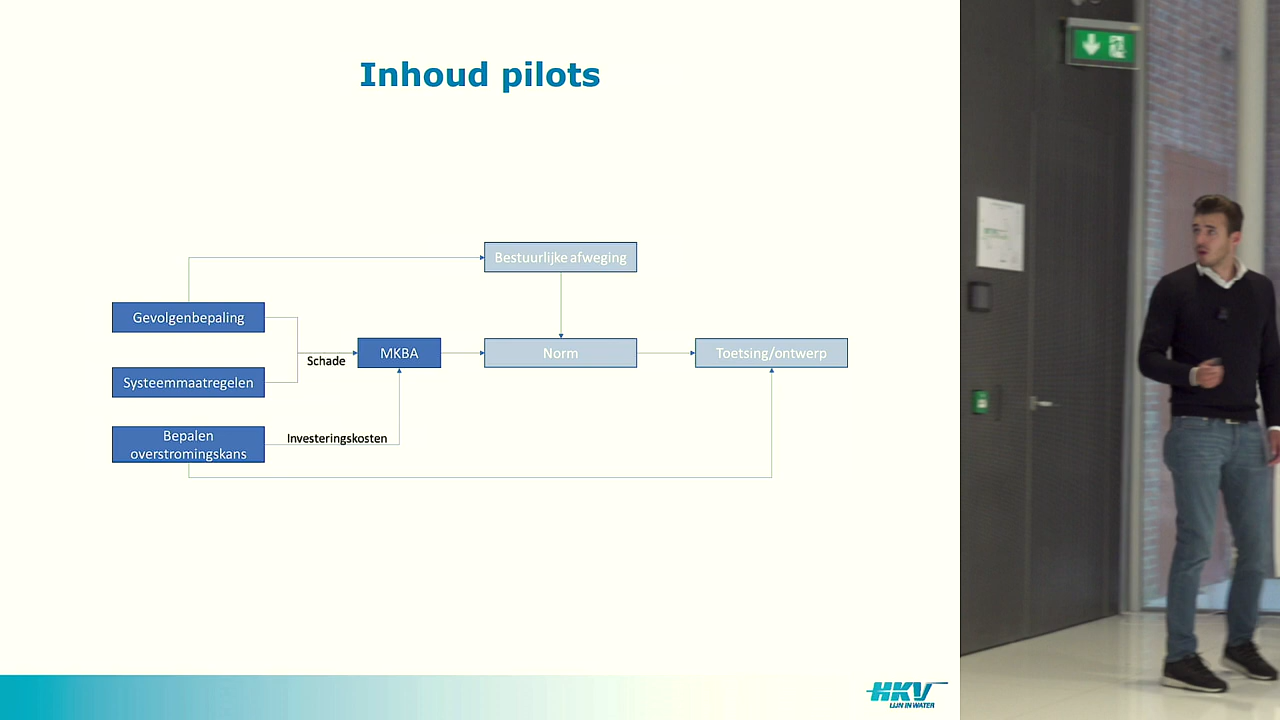 Inhoud pilots
Bestuurlijke afweging
Gevolgenbepaling
Schade
MKBA
Norm
Toetsing/ontwerp
Systeemmaatregelen
Bepalen
overstromingskans
Investeringskosten
HKV
LIJN IN WATER